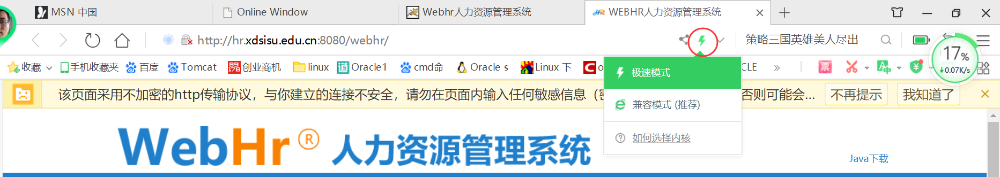 MSN 中国
Online Window
Webhr人力资源管理系统
WEBHR人力资源管理系统
http://hr.xdsisu.edu.cn:8080/webhr/
策略三国英雄美人尽出
17%
0.07K/s
收藏
手机收藏夹
百度
Tomcat
创业商机
linux
Oracle1
cmd命
Oracle s
Linux 下
o
CLE
极速模式
兼容模式 (推荐)
如何选择内核
该页面采用不加密的http传输协议，与你建立的连接不安全，请勿在页面内输入任何敏感信息（
否则可能会...
不再提示
我知道了
WebHr® 人力资源管理系统
Java下载